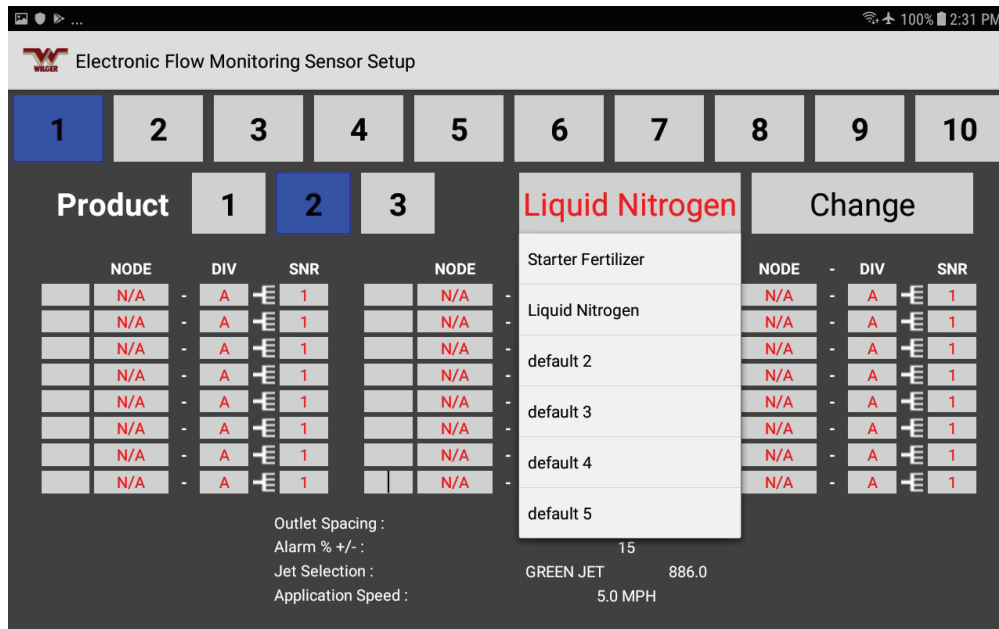 ... 100% 2:31 PM
WILGER Electronic Flow Monitoring Sensor Setup
1 2 3 4 5 6 7 8 9 10
Product 1 2 3 Liquid Nitrogen Change
Starter Fertilizer
Liquid Nitrogen
default 2
default 3
default 4
default 5
NODE DIV SNR NODE NODE - DIV SNR
N/A - A 1 N/A - N/A - A 1
N/A - A 1 N/A - N/A - A 1
N/A - A 1 N/A - N/A - A 1
N/A - A 1 N/A - N/A - A 1
N/A - A 1 N/A - N/A - A 1
N/A - A 1 N/A - N/A - A 1
N/A - A 1 N/A - N/A - A 1
N/A - A 1 N/A - N/A - A 1
Outlet Spacing :
Alarm % +/- : 15
Jet Selection : GREEN JET 886.0
Application Speed : 5.0 MPH